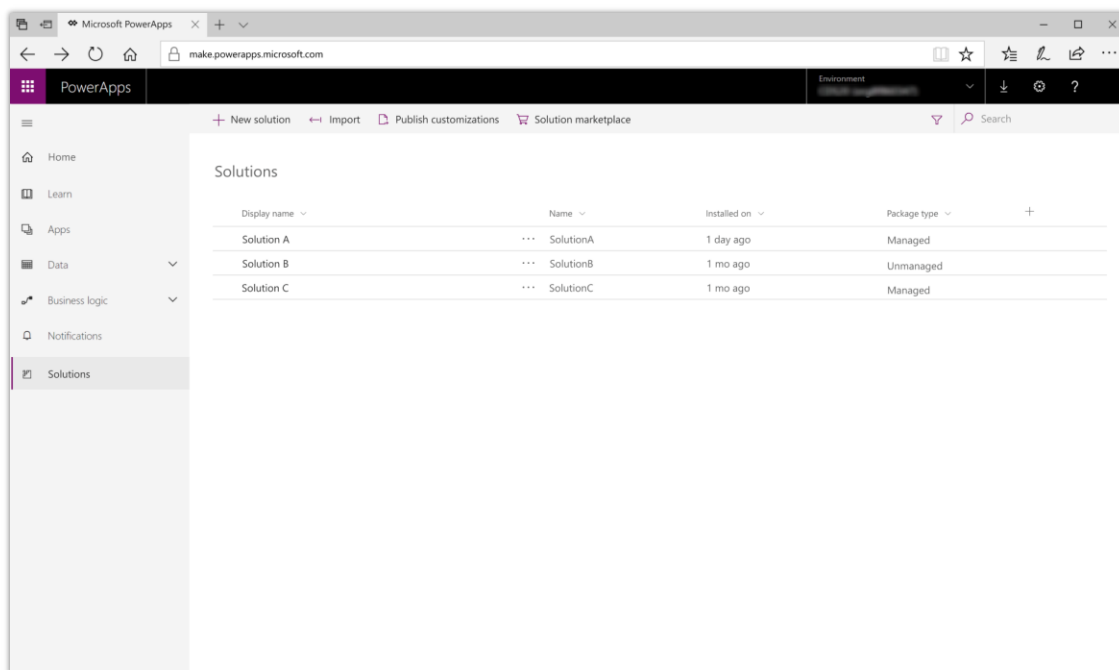 Microsoft PowerApps
make.powerapps.microsoft.com
PowerApps
Environment
?
New solution Import Publish customizations Solution marketplace Search
Home
Learn
Apps
Data
Business logic
Notifications
Solutions
Solutions
Display name Name Installed on Package type
Solution A ··· SolutionA 1 day ago Managed
Solution B ··· SolutionB 1 mo ago Unmanaged
Solution C ··· SolutionC 1 mo ago Managed